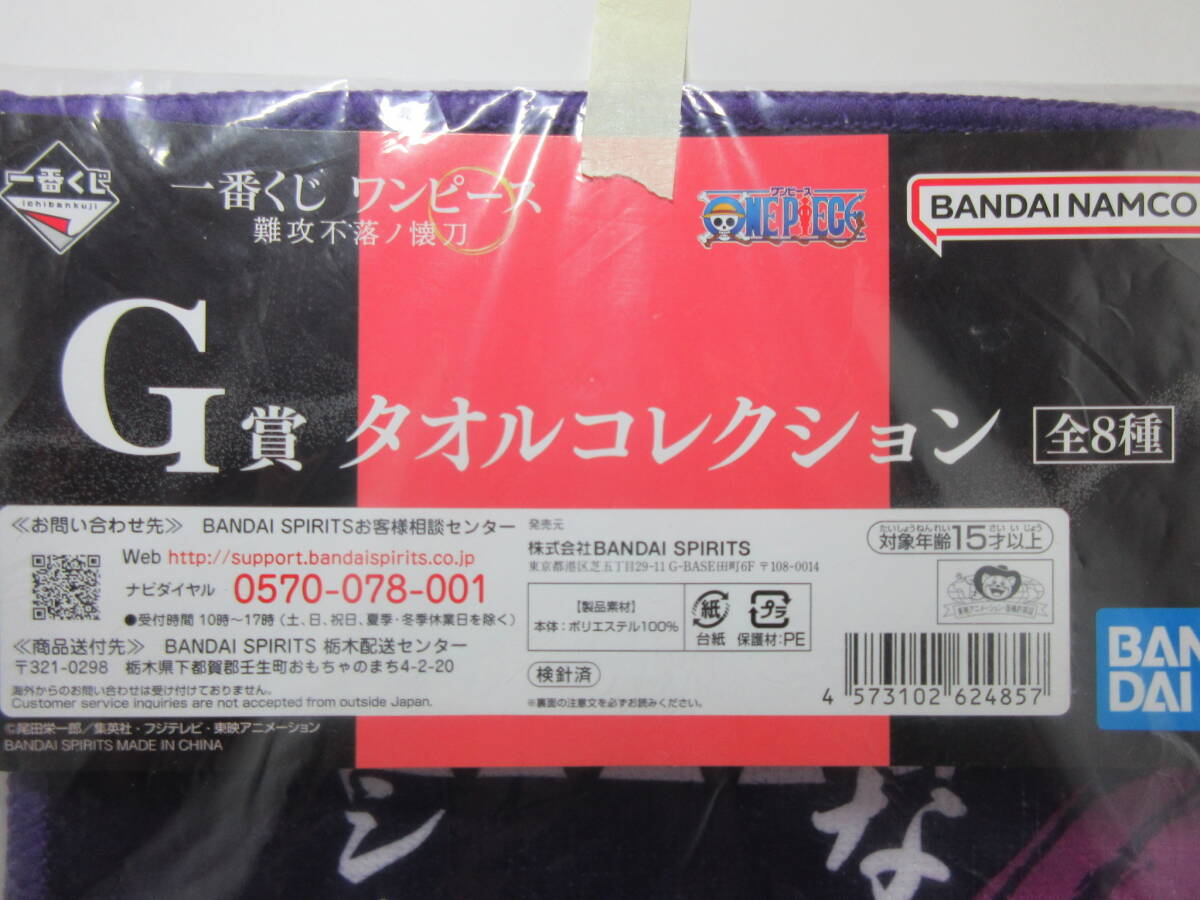 一番くじ
ichibankuji
一番くじ ワンピース
難攻不落ノ懐刀
ワンピース
ONE PIECE
BANDAI NAMCO
G賞 タオルコレクション 全8種
≪お問い合わせ先≫ BANDAI SPIRITSお客様相談センター
Web http://support.bandaispirits.co.jp
ナビダイヤル 0570-078-001
●受付時間 10時～17時(土、日、祝日、夏季・冬季休業日を除く)
≪商品送付先≫ BANDAI SPIRITS 栃木配送センター
〒321-0298 栃木県下都賀郡壬生町おもちゃのまち4-2-20
海外からのお問い合わせは受け付けておりません。
Customer service inquiries are not accepted from outside Japan.
発売元
株式会社BANDAI SPIRITS
東京都港区芝五丁目29-11 G-BASE田町6F 〒108-0014
【製品素材】
本体：ポリエステル100%
紙
台紙
プラ
保護材:PE
検針済
※裏面の注意文を必ずお読みください。
たいしょうねんれい さい いじょう
対象年齢15才以上
4 573102 624857
BAN
DAI
©尾田栄一郎／集英社・フジテレビ・東映アニメーション
BANDAI SPIRITS MADE IN CHINA
シ
な